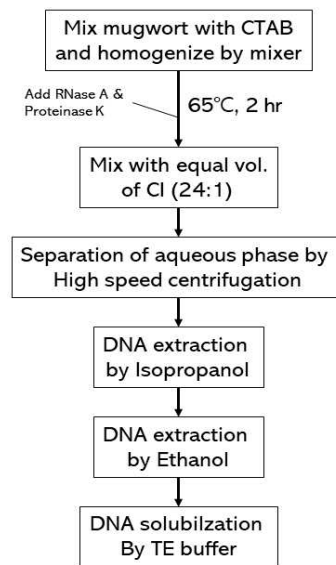 Mix mugwort with CTAB
and homogenize by mixer
Add RNase A &
Proteinase K
65°C, 2 hr
Mix with equal vol.
of CI (24:1)
Separation of aqueous phase by
High speed centrifugation
DNA extraction
by Isopropanol
DNA extraction
by Ethanol
DNA solubilzation
By TE buffer